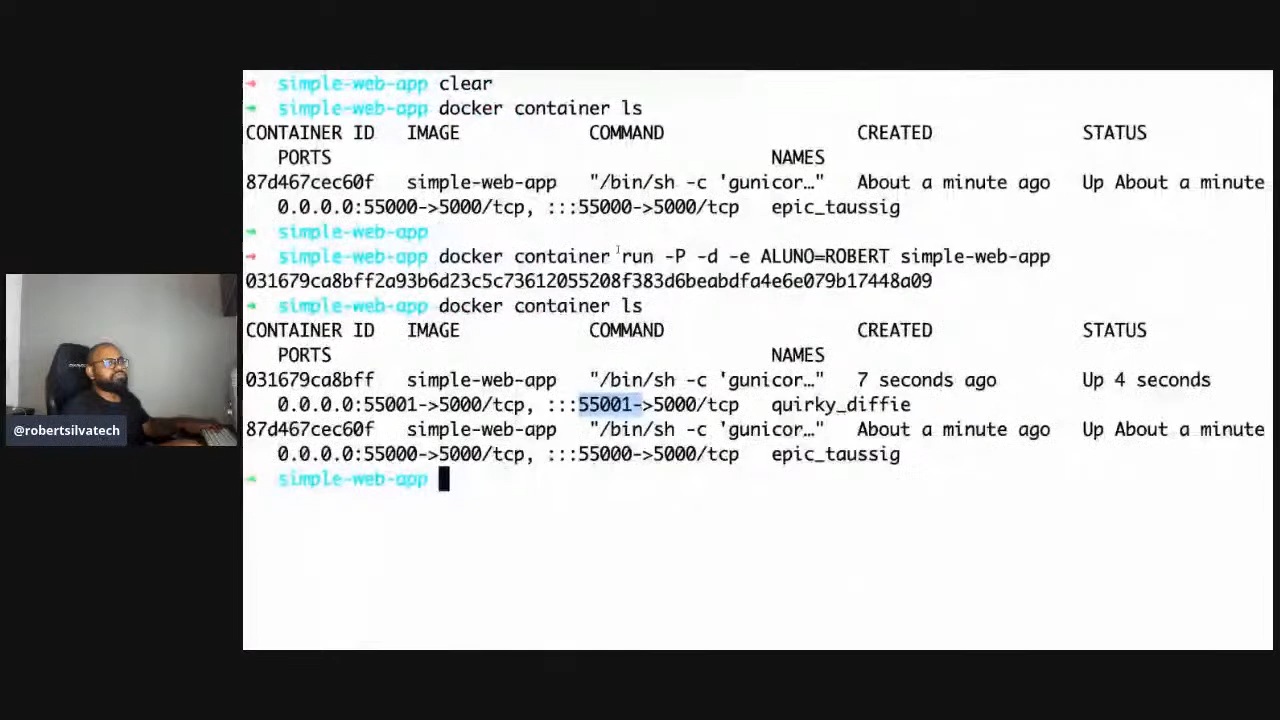 → simple-web-app clear
→ simple-web-app docker container ls
CONTAINER ID IMAGE COMMAND CREATED STATUS
PORTS NAMES
87d467cec60f simple-web-app "/bin/sh -c 'gunicor…" About a minute ago Up About a minute
0.0.0.0:55000->5000/tcp, :::55000->5000/tcp epic_taussig
→ simple-web-app
→ simple-web-app docker container run -P -d -e ALUNO=ROBERT simple-web-app
031679ca8bff2a93b6d23c5c73612055208f383d6beabdfa4e6e079b17448a09
→ simple-web-app docker container ls
CONTAINER ID IMAGE COMMAND CREATED STATUS
PORTS NAMES
031679ca8bff simple-web-app "/bin/sh -c 'gunicor…" 7 seconds ago Up 4 seconds
0.0.0.0:55001->5000/tcp, :::55001->5000/tcp quirky_diffie
87d467cec60f simple-web-app "/bin/sh -c 'gunicor…" About a minute ago Up About a minute
0.0.0.0:55000->5000/tcp, :::55000->5000/tcp epic_taussig
→ simple-web-app
@robertsilvatech